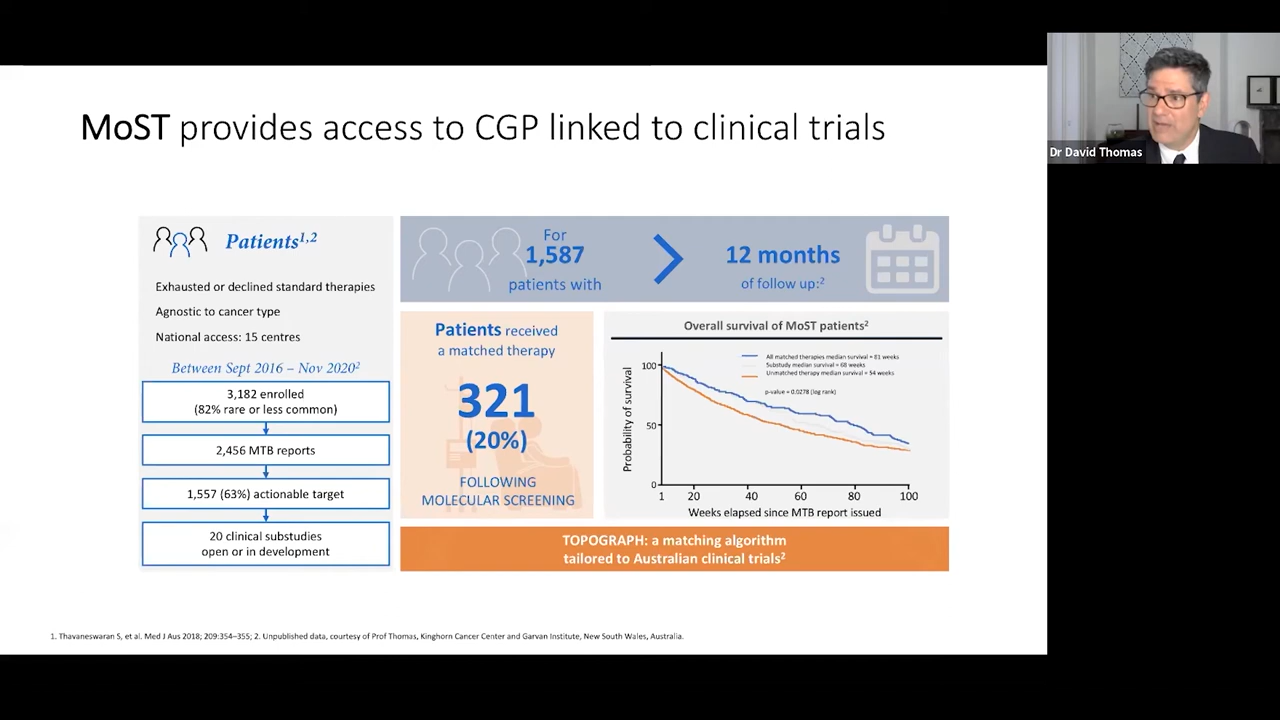 MoST provides access to CGP linked to clinical trials
Dr David Thomas
Patients1,2
Exhausted or declined standard therapies
Agnostic to cancer type
National access: 15 centres
Between Sept 2016 – Nov 2020²
3,182 enrolled
(82% rare or less common)
2,456 MTB reports
1,557 (63%) actionable target
20 clinical substudies
open or in development
For
1,587
patients with
12 months
of follow up:²
Patients received
a matched therapy
321
(20%)
FOLLOWING
MOLECULAR SCREENING
Overall survival of MoST patients²
All matched therapies median survival = 81 weeks
Substudy median survival = 68 weeks
Unmatched therapy median survival = 54 weeks
p-value = 0.0278 (log rank)
Probability of survival
100
50
0
1 20 40 60 80 100
Weeks elapsed since MTB report issued
TOPOGRAPH: a matching algorithm
tailored to Australian clinical trials²
1. Thavaneswaran S, et al. Med J Aus 2018; 209:354–355; 2. Unpublished data, courtesy of Prof Thomas, Kinghorn Cancer Center and Garvan Institute, New South Wales, Australia.